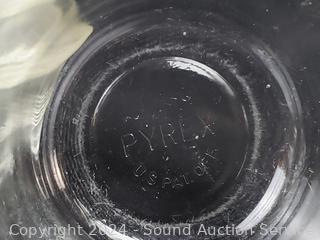 PYREX
U.S PAT. OFF.
Copyright 2024 - Sound Auction Service